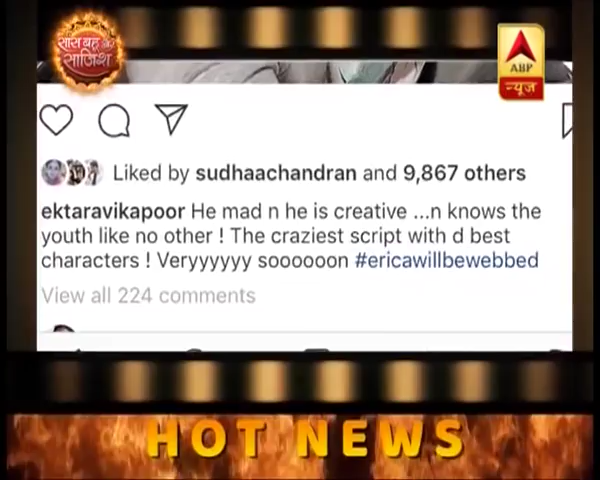 सास बहू और
साज़िश
ABP
न्यूज़
Liked by sudhaachandran and 9,867 others
ektaravikapoor He mad n he is creative ...n knows the
youth like no other ! The craziest script with d best
characters ! Veryyyyyy soooooon #ericawillbewebbed
View all 224 comments
HOT NEWS